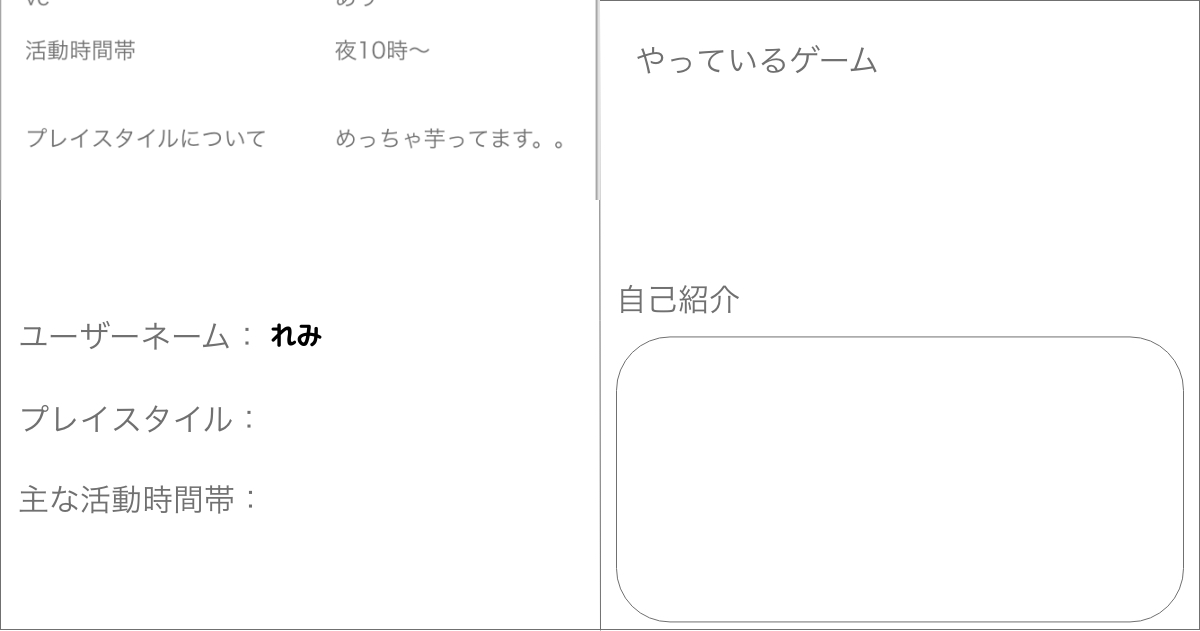 vc あり
活動時間帯 夜10時〜
プレイスタイルについて めっちゃ芋ってます。。
ユーザーネーム： れみ
プレイスタイル：
主な活動時間帯：
やっているゲーム
自己紹介